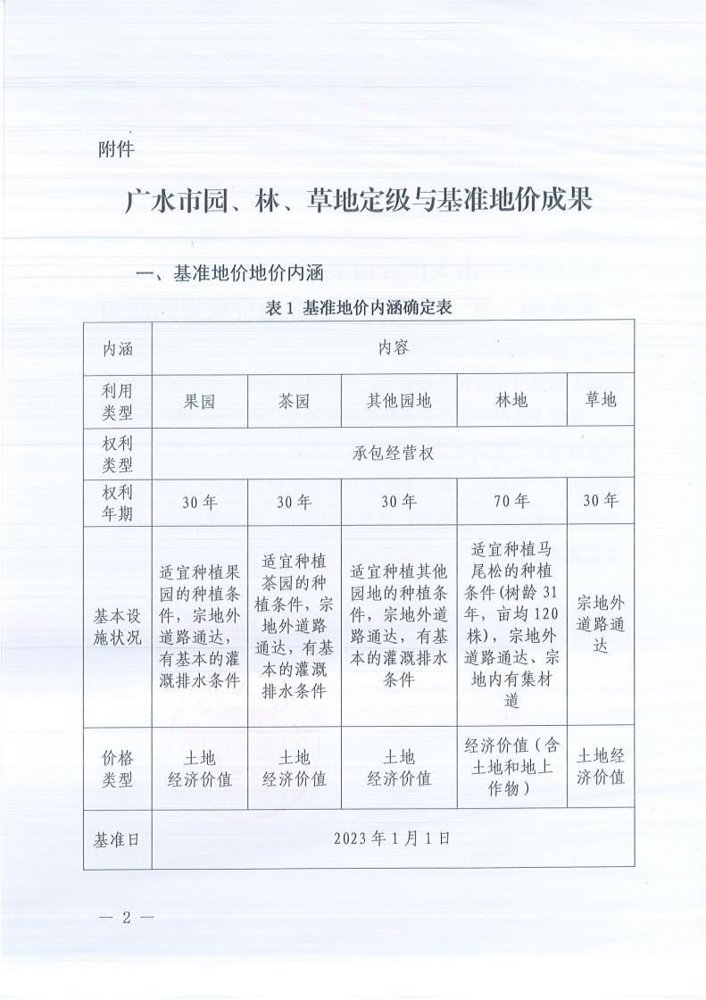 附件
广水市园、林、草地定级与基准地价成果
一、基准地价地价内涵
表1 基准地价内涵确定表
内涵
内容
利用
类型
果园
茶园
其他园地
林地
草地
权利
类型
承包经营权
权利
年期
30年
30年
30年
70年
30年
基本设
施状况
适宜种植果
园的种植条
件，宗地外
道路通达，
有基本的灌
溉排水条件
适宜种植
茶园的种
植条件，宗
地外道路
通达，有基
本的灌溉
排水条件
适宜种植其他
园地的种植条
件，宗地外道
路通达，有基
本的灌溉排水
条件
适宜种植马
尾松的种植
条件(树龄31
年，亩均120
株)，宗地外
道路通达、宗
地内有集材
道
宗地外
道路通
达
价格
类型
土地
经济价值
土地
经济价值
土地
经济价值
经济价值（含
土地和地上
作物）
土地经
济价值
基准日
2023年1月1日
— 2 —